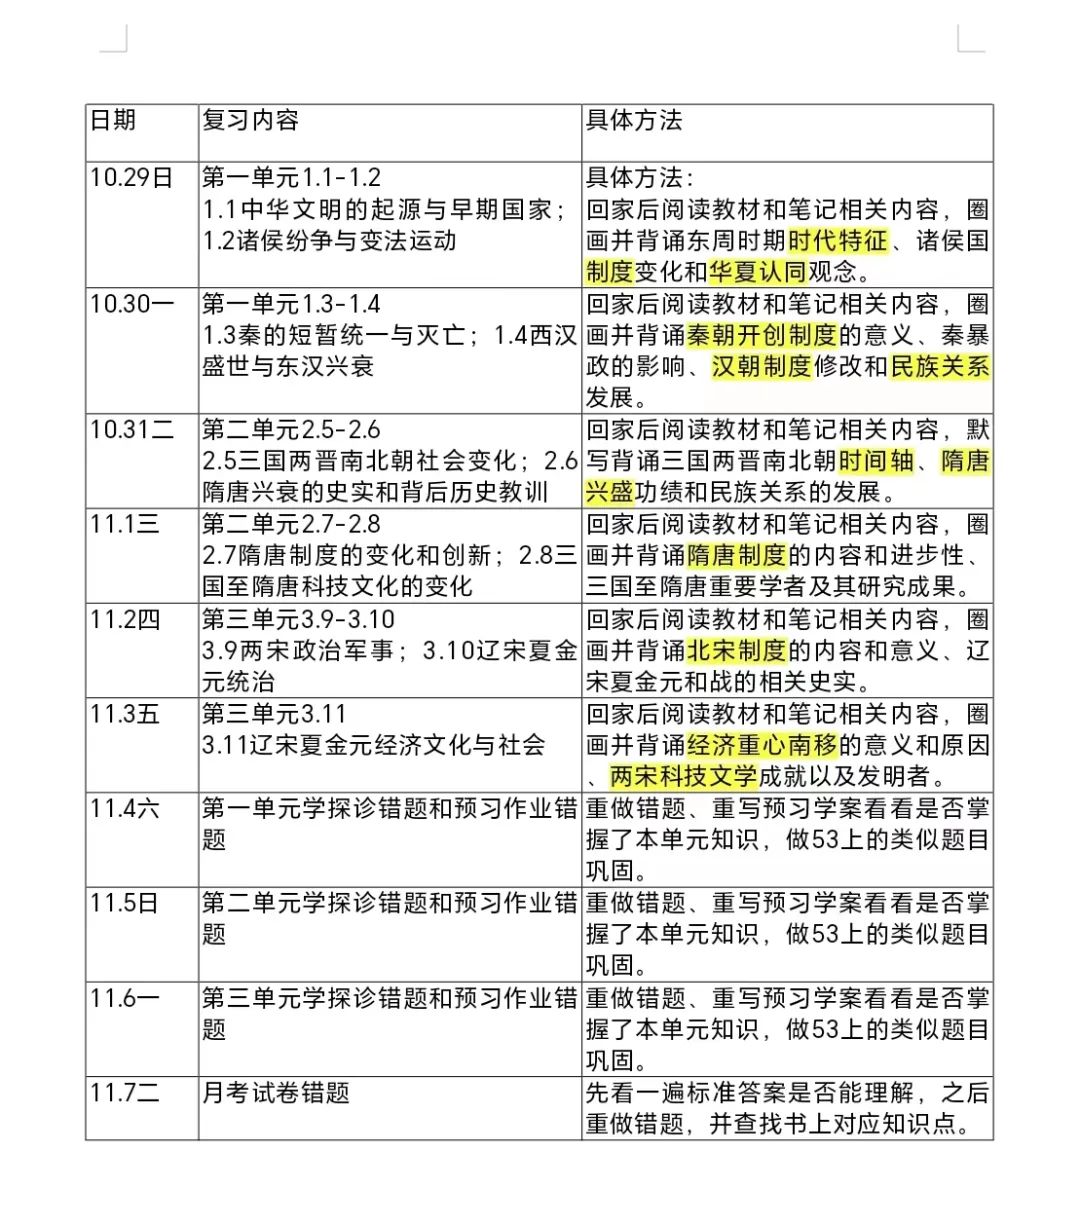 日期
复习内容
具体方法
10.29日
第一单元1.1-1.2
1.1中华文明的起源与早期国家；
1.2诸侯纷争与变法运动
具体方法：
回家后阅读教材和笔记相关内容，圈
画并背诵东周时期时代特征、诸侯国
制度变化和华夏认同观念。
10.30一
第一单元1.3-1.4
1.3秦的短暂统一与灭亡；1.4西汉
盛世与东汉兴衰
回家后阅读教材和笔记相关内容，圈
画并背诵秦朝开创制度的意义、秦暴
政的影响、汉朝制度修改和民族关系
发展。
10.31二
第二单元2.5-2.6
2.5三国两晋南北朝社会变化；2.6
隋唐兴衰的史实和背后历史教训
回家后阅读教材和笔记相关内容，默
写背诵三国两晋南北朝时间轴、隋唐
兴盛功绩和民族关系的发展。
11.1三
第二单元2.7-2.8
2.7隋唐制度的变化和创新；2.8三
国至隋唐科技文化的变化
回家后阅读教材和笔记相关内容，圈
画并背诵隋唐制度的内容和进步性、
三国至隋唐重要学者及其研究成果。
11.2四
第三单元3.9-3.10
3.9两宋政治军事；3.10辽宋夏金
元统治
回家后阅读教材和笔记相关内容，圈
画并背诵北宋制度的内容和意义、辽
宋夏金元和战的相关史实。
11.3五
第三单元3.11
3.11辽宋夏金元经济文化与社会
回家后阅读教材和笔记相关内容，圈
画并背诵经济重心南移的意义和原因
、两宋科技文学成就以及发明者。
11.4六
第一单元学探诊错题和预习作业错
题
重做错题、重写预习学案看看是否掌
握了本单元知识，做53上的类似题目
巩固。
11.5日
第二单元学探诊错题和预习作业错
题
重做错题、重写预习学案看看是否掌
握了本单元知识，做53上的类似题目
巩固。
11.6一
第三单元学探诊错题和预习作业错
题
重做错题、重写预习学案看看是否掌
握了本单元知识，做53上的类似题目
巩固。
11.7二
月考试卷错题
先看一遍标准答案是否能理解，之后
重做错题，并查找书上对应知识点。